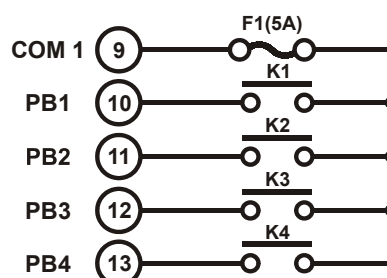 F1(5A)
COM 1 9
K1
PB1 10
K2
PB2 11
K3
PB3 12
K4
PB4 13